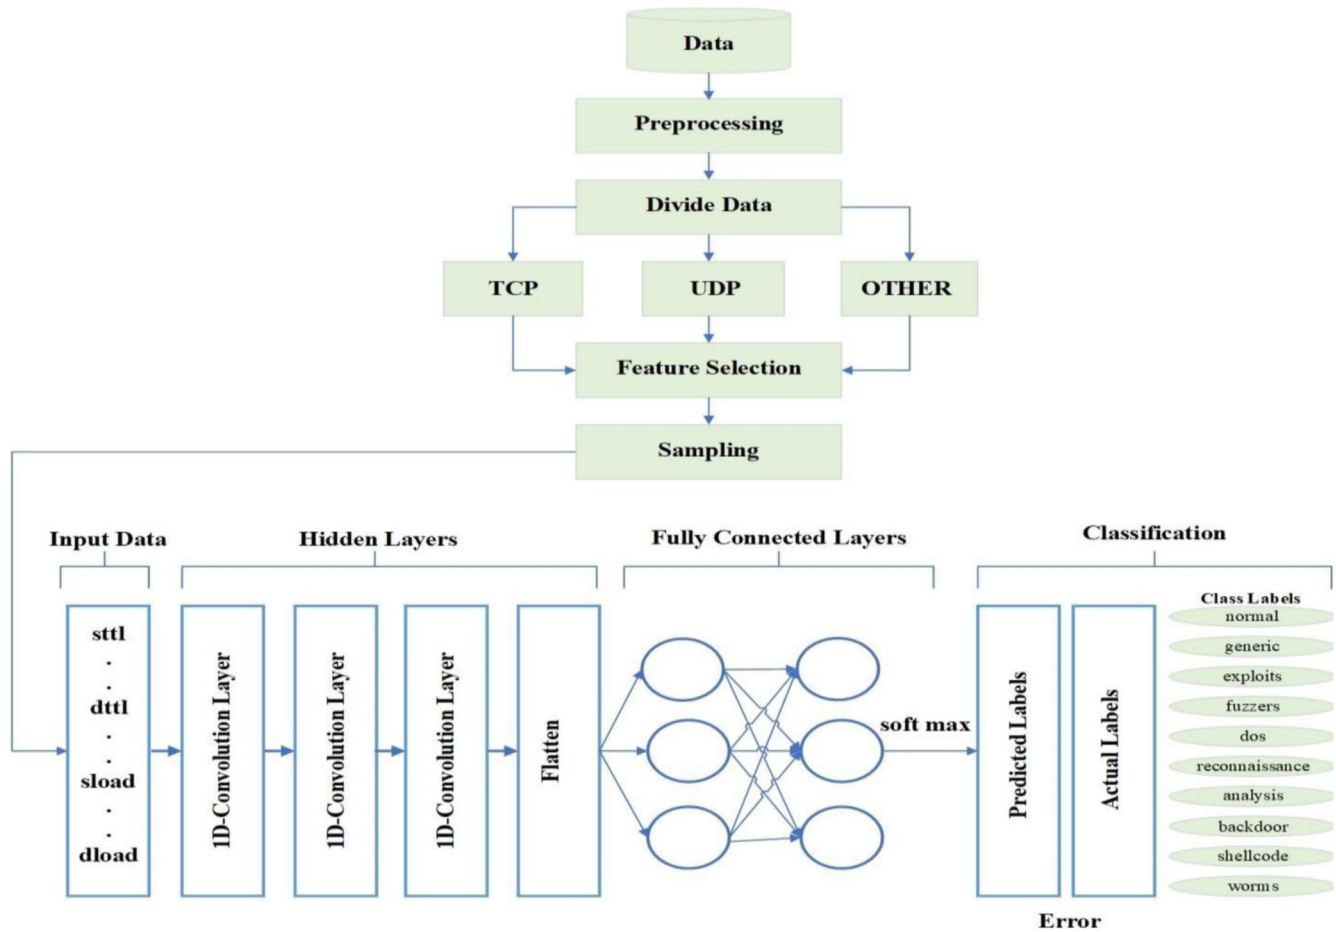 Data
Preprocessing
Divide Data
TCP
UDP
OTHER
Feature Selection
Sampling
Input Data
Hidden Layers
Fully Connected Layers
Classification
sttl
.
.
dttl
.
.
sload
.
.
dload
1D-Convolution Layer
1D-Convolution Layer
1D-Convolution Layer
Flatten
soft max
Predicted Labels
Actual Labels
Class Labels
normal
generic
exploits
fuzzers
dos
reconnaissance
analysis
backdoor
shellcode
worms
Error